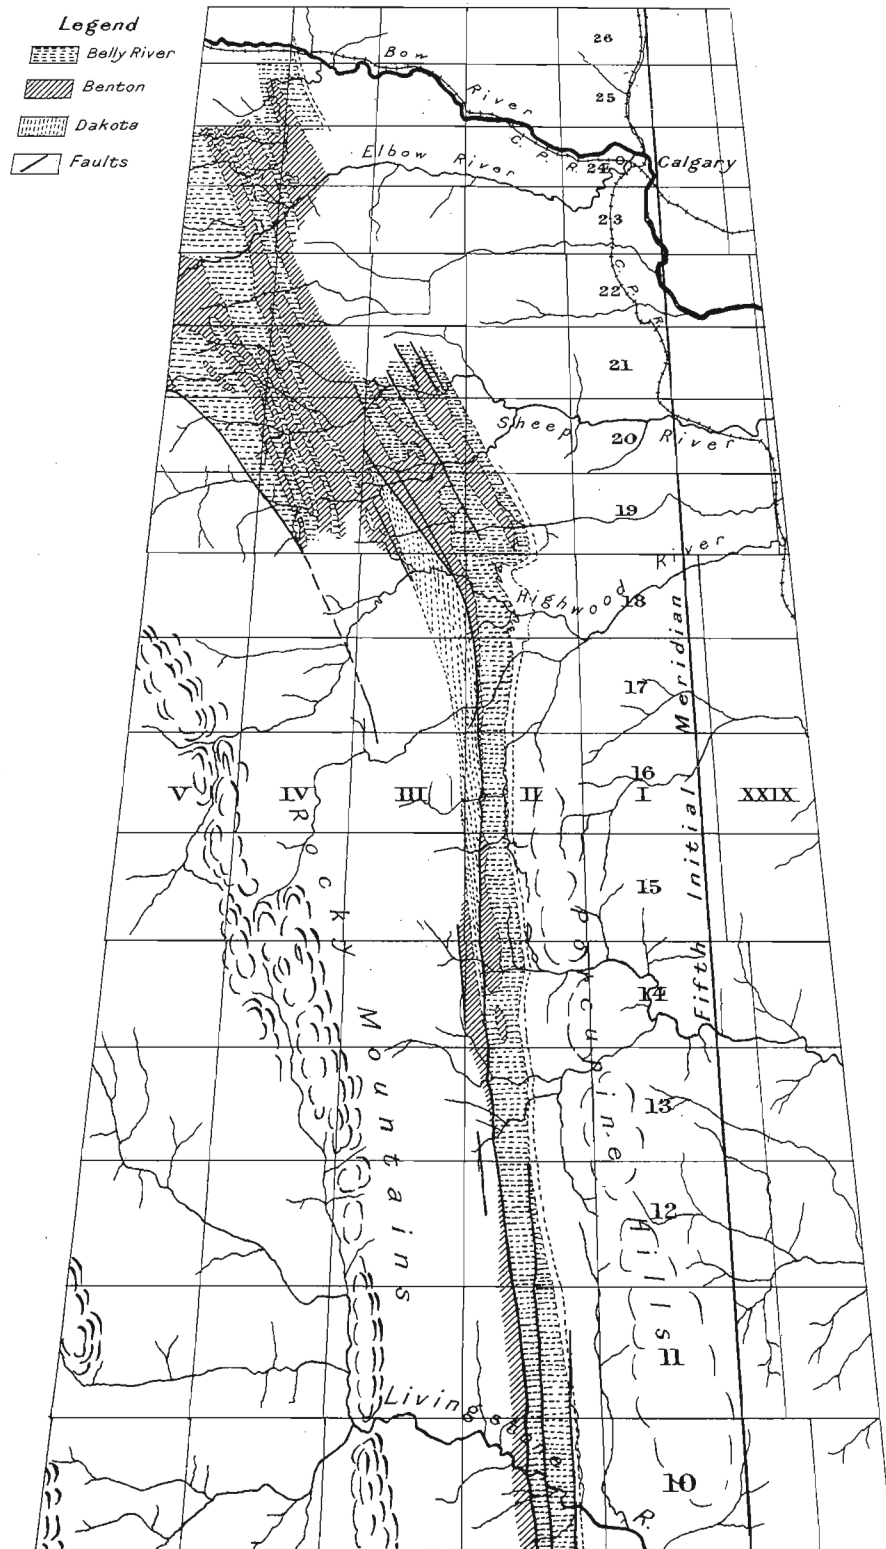 Legend
Belly River
Benton
Dakota
Faults
Bow River
26
25
C. P. R.
Elbow River
24
Calgary
23
C. P. R.
22
21
Sheep River
20
19
Highwood River
18
17
16
V
IV
III
II
I
XXIX
15
14
13
12
11
10
Rocky Mountains
Porcupine Hills
Fifth Initial Meridian
Livingstone R.